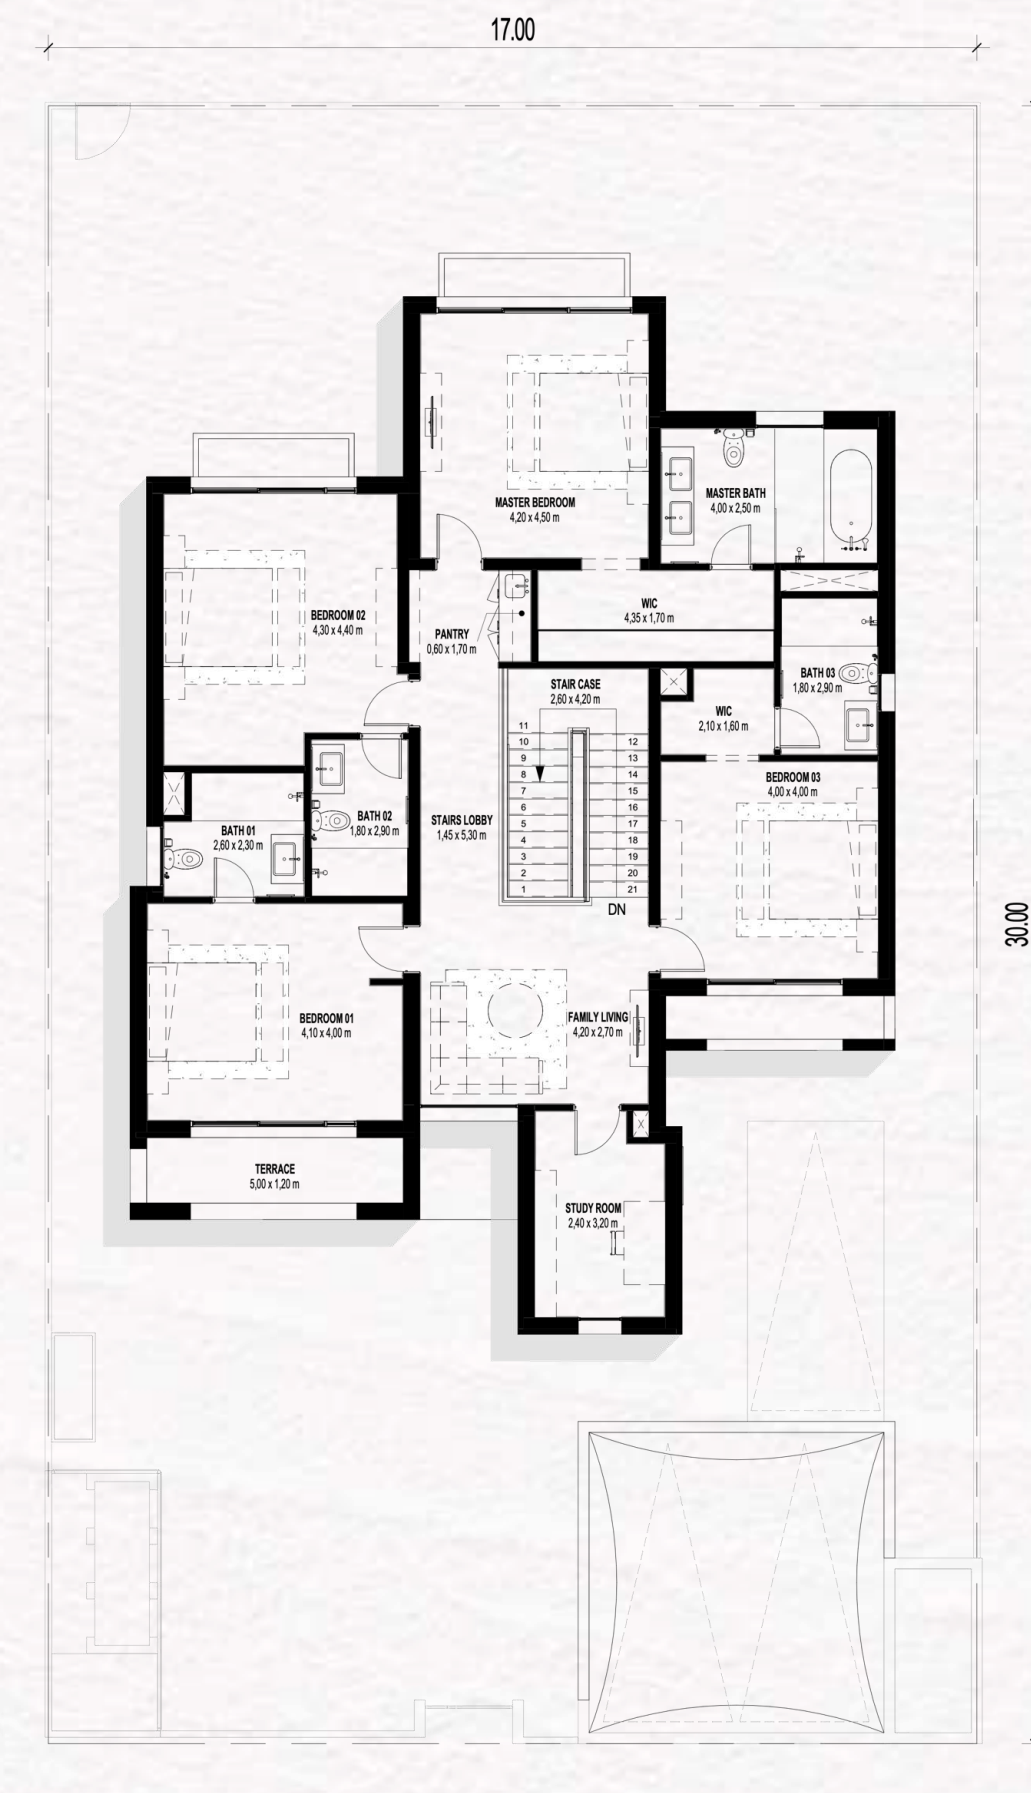 17.00
MASTER BEDROOM
4,20 x 4,50 m
MASTER BATH
4,00 x 2,50 m
BEDROOM 02
4,30 x 4,40 m
PANTRY
0,60 x 1,70 m
WIC
4,35 x 1,70 m
BATH 03
1,80 x 2,90 m
STAIR CASE
2,60 x 4,20 m
WIC
2,10 x 1,60 m
11
10
9
8
7
6
5
4
3
2
1
12
13
14
15
16
17
18
19
20
21
DN
BEDROOM 03
4,00 x 4,00 m
STAIRS LOBBY
1,45 x 5,30 m
BATH 02
1,80 x 2,90 m
BATH 01
2,60 x 2,30 m
30.00
BEDROOM 01
4,10 x 4,00 m
FAMILY LIVING
4,20 x 2,70 m
TERRACE
5,00 x 1,20 m
STUDY ROOM
2,40 x 3,20 m